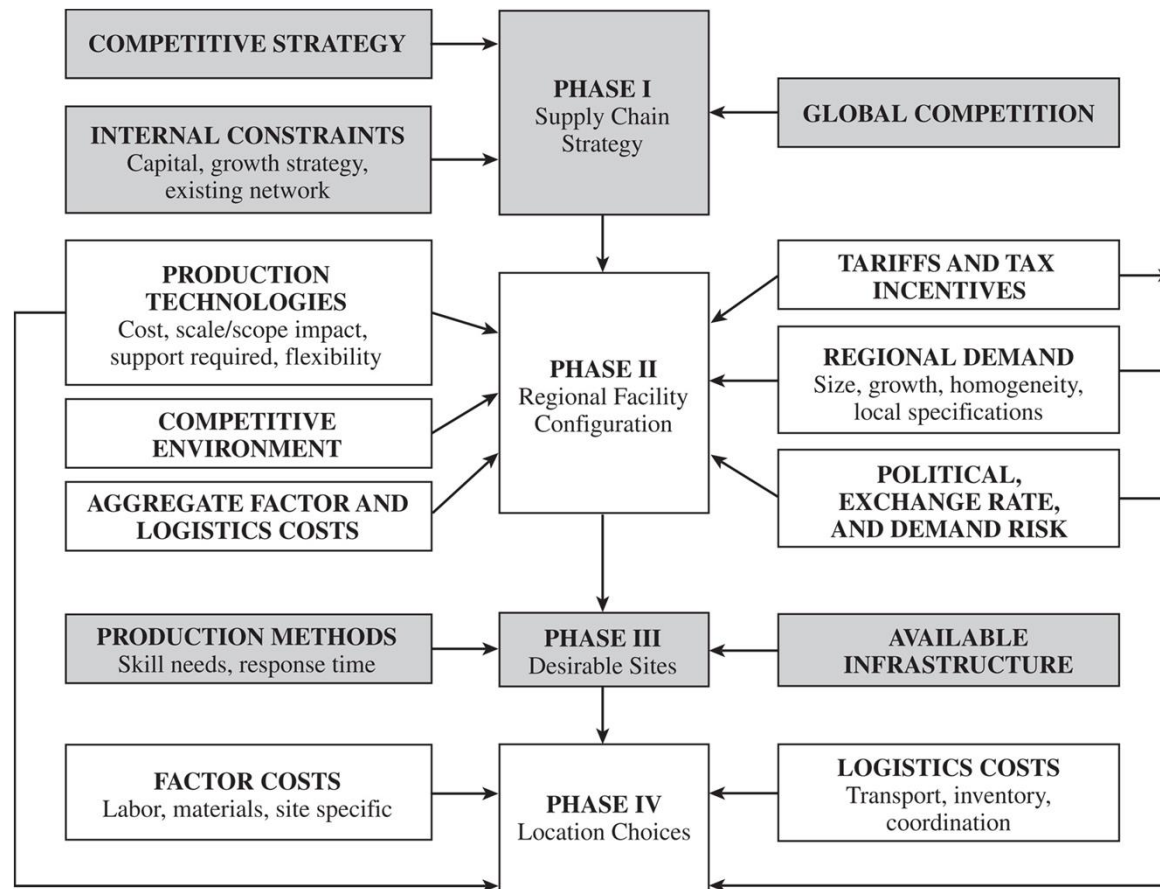 COMPETITIVE STRATEGY
PHASE I
Supply Chain
Strategy
GLOBAL COMPETITION
INTERNAL CONSTRAINTS
Capital, growth strategy,
existing network
PRODUCTION
TECHNOLOGIES
Cost, scale/scope impact,
support required, flexibility
COMPETITIVE
ENVIRONMENT
AGGREGATE FACTOR AND
LOGISTICS COSTS
PHASE II
Regional Facility
Configuration
TARIFFS AND TAX
INCENTIVES
REGIONAL DEMAND
Size, growth, homogeneity,
local specifications
POLITICAL,
EXCHANGE RATE,
AND DEMAND RISK
PRODUCTION METHODS
Skill needs, response time
PHASE III
Desirable Sites
AVAILABLE
INFRASTRUCTURE
FACTOR COSTS
Labor, materials, site specific
PHASE IV
Location Choices
LOGISTICS COSTS
Transport, inventory,
coordination